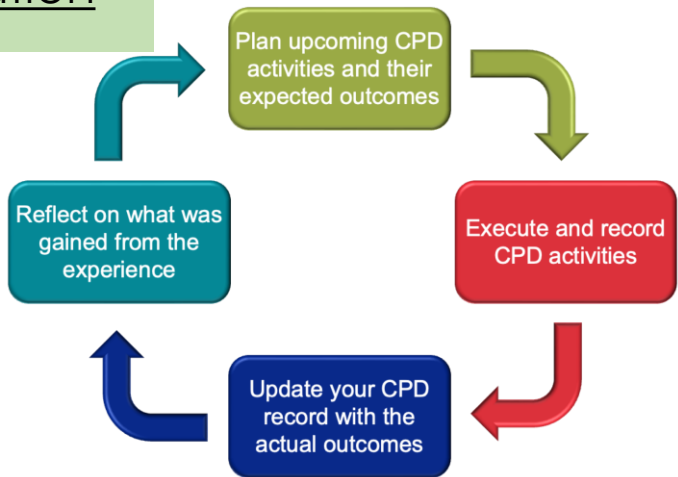 Plan upcoming CPD
activities and their
expected outcomes
Execute and record
CPD activities
Update your CPD
record with the
actual outcomes
Reflect on what was
gained from the
experience